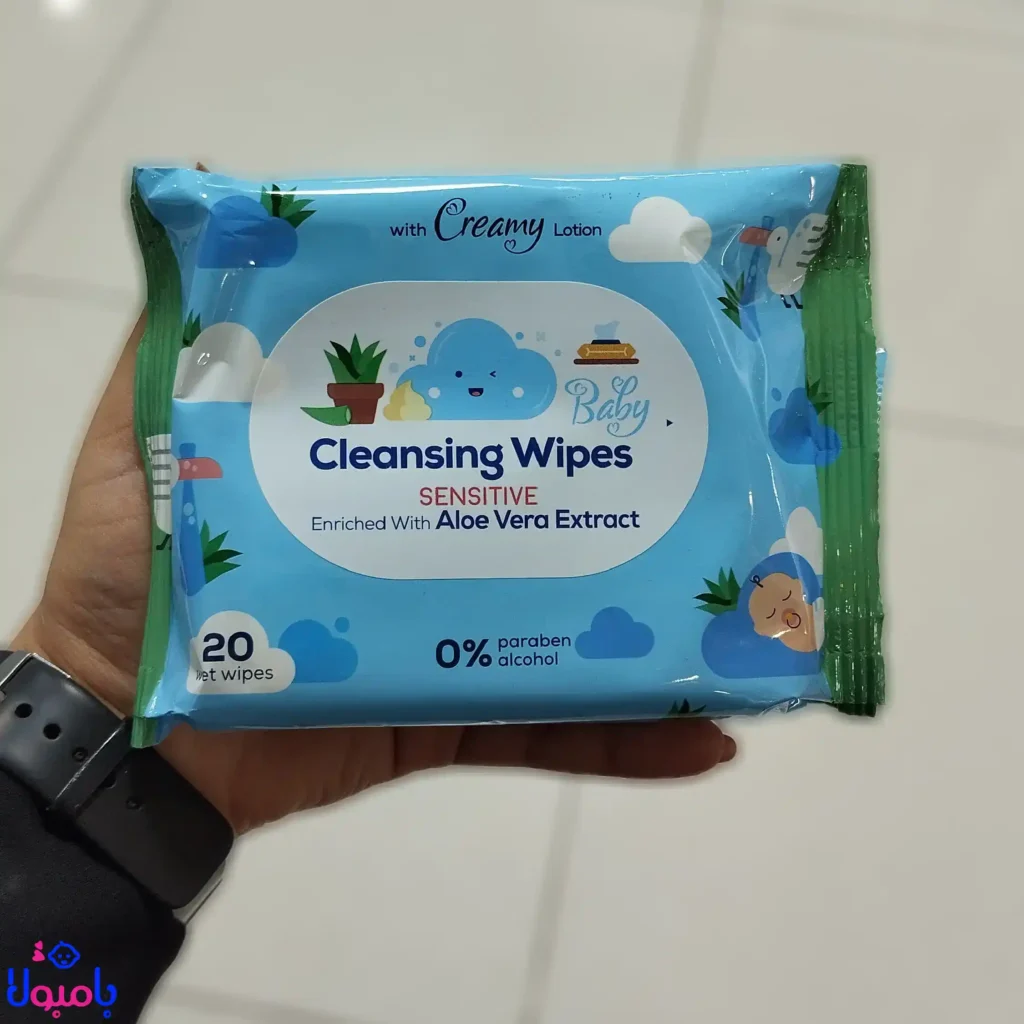 with Creamy Lotion
Baby
Cleansing Wipes
SENSITIVE
Enriched With Aloe Vera Extract
20
wet wipes
0% paraben
alcohol
بامبولا